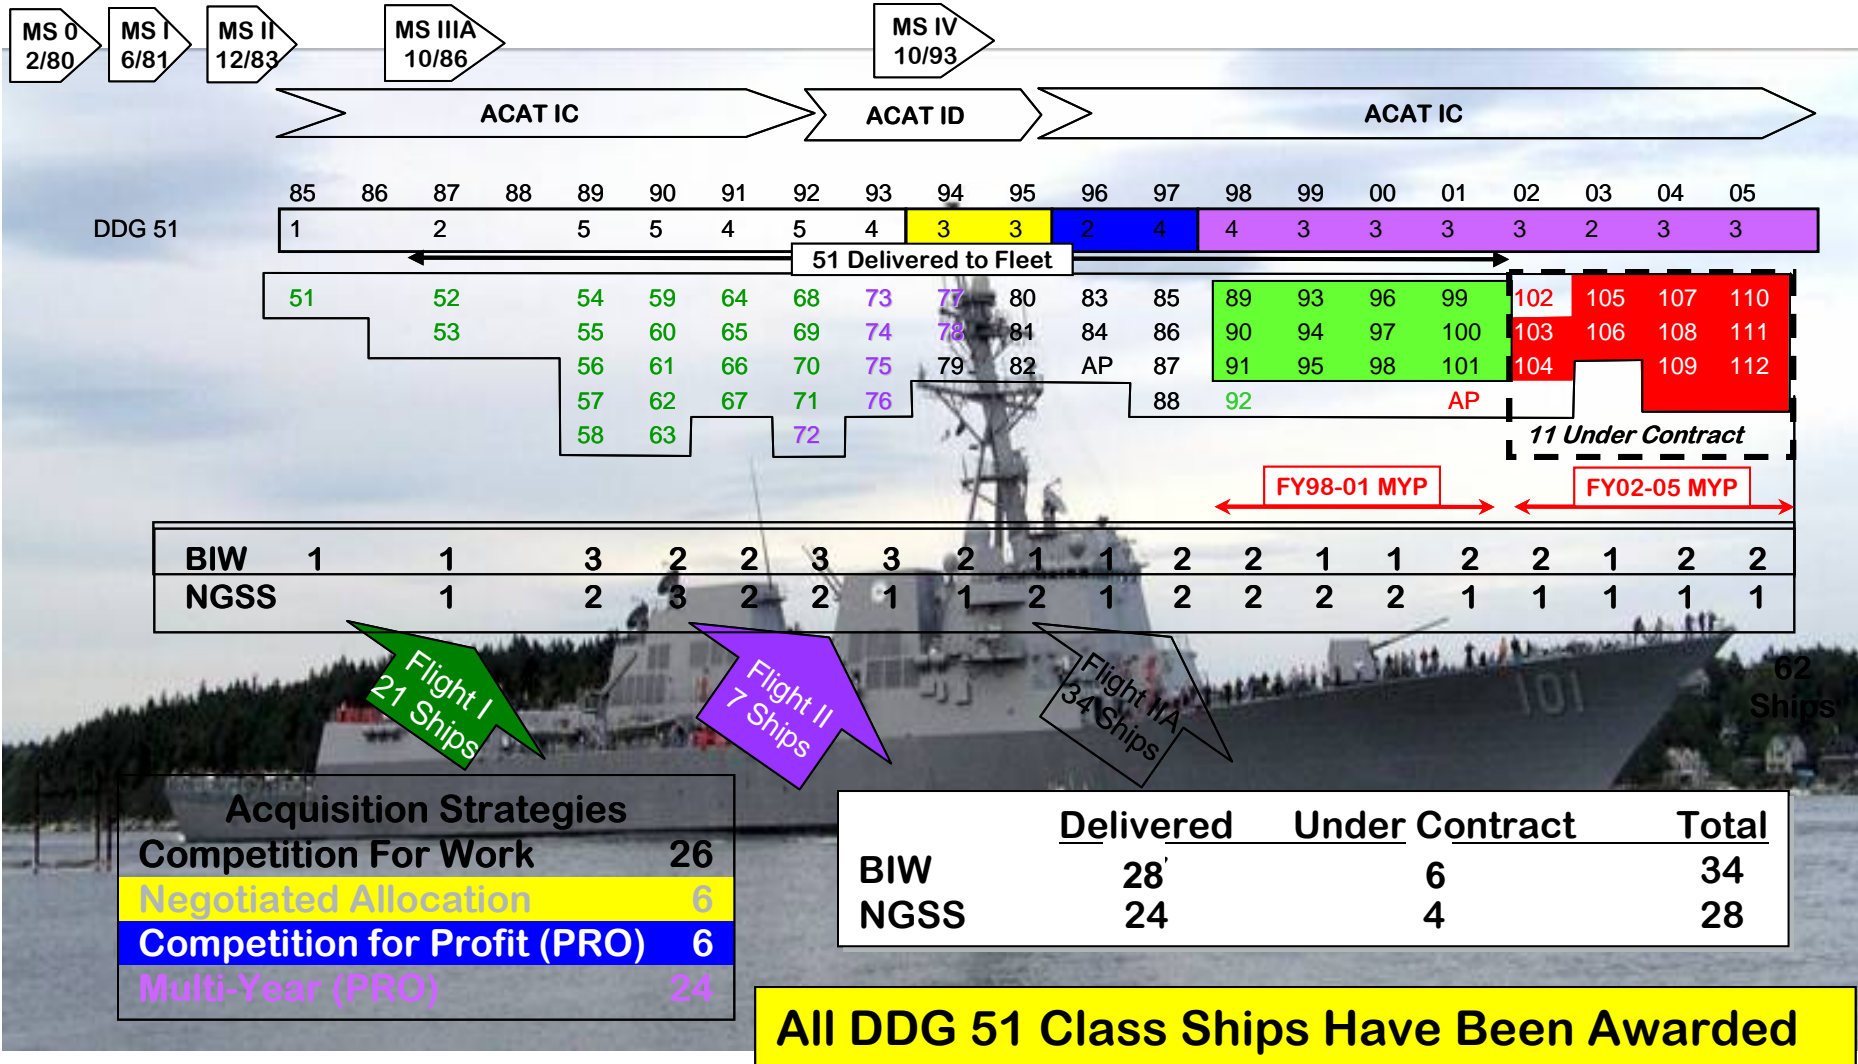 MS 0 MS I MS II MS IIIA MS IV
2/80 6/81 12/83 10/86 10/93
ACAT IC ACAT ID ACAT IC
85 86 87 88 89 90 91 92 93 94 95 96 97 98 99 00 01 02 03 04 05
DDG 51 1 2 5 5 4 5 4 3 3 2 4 4 3 3 3 3 2 3 3
51 Delivered to Fleet
51 52 54 59 64 68 73 77 80 83 85 89 93 96 99 102 105 107 110
53 55 60 65 69 74 78 81 84 86 90 94 97 100 103 106 108 111
56 61 66 70 75 79 82 AP 87 91 95 98 101 104 109 112
57 62 67 71 76 88 92 AP
58 63 72 11 Under Contract
FY98-01 MYP FY02-05 MYP
BIW 1 1 3 2 2 3 3 2 1 1 2 2 1 1 2 2 1 2 2
NGSS 1 2 3 2 2 1 1 2 1 2 2 2 2 1 1 1 1 1
Flight I
21 Ships
Flight II
7 Ships
Flight IIA
34 Ships
62
Ships
101
Acquisition Strategies
Competition For Work 26
Negotiated Allocation 6
Competition for Profit (PRO) 6
Multi-Year (PRO) 24
Delivered Under Contract Total
BIW 28' 6 34
NGSS 24 4 28
All DDG 51 Class Ships Have Been Awarded